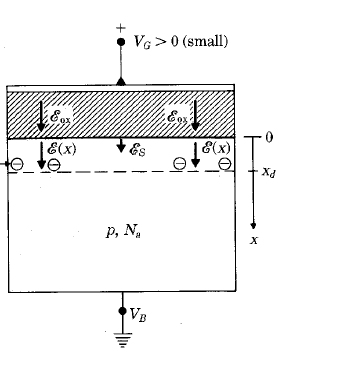 +
V_G > 0 (small)
ℰ_ox ℰ_ox
0
ℰ(x) ℰ_S ℰ(x)
⊖ ⊖ ⊖ ⊖
x_d
p, N_a
x
V_B